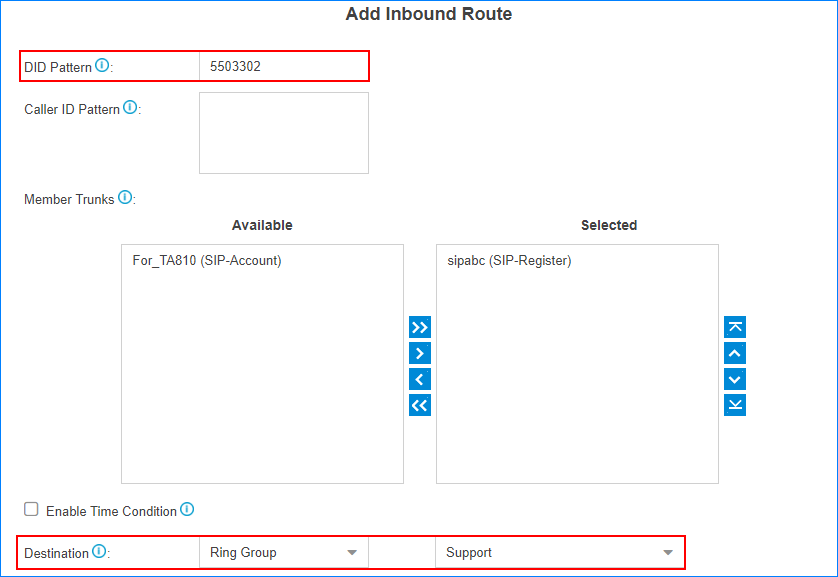 Add Inbound Route
DID Pattern : 5503302
Caller ID Pattern :
Member Trunks :
Available Selected
For_TA810 (SIP-Account) sipabc (SIP-Register)
Enable Time Condition
Destination : Ring Group Support